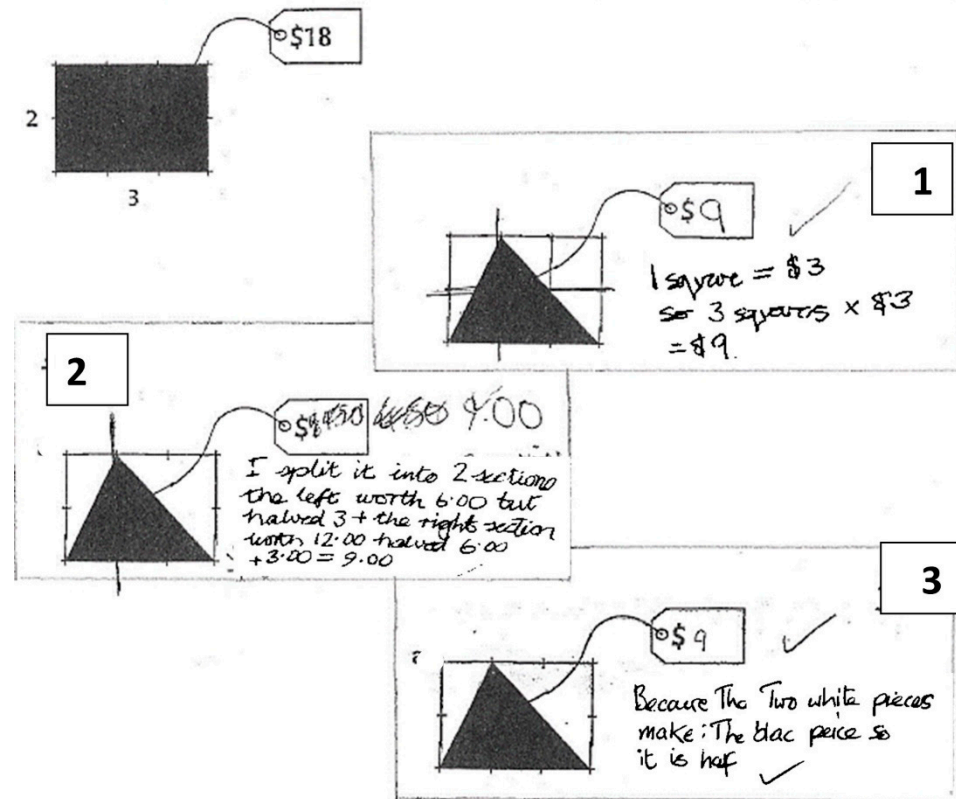 $18
2
3
1
$9
1 square = $3
so 3 squares x $3
= $9.
2
$ 9.00
I split it into 2 sections
the left worth 6.00 but
halved 3 + the right section
worth 12.00 halved 6.00
+3.00 = 9.00
3
$9
Because The Two white pieces
make: The blac peice so
it is half